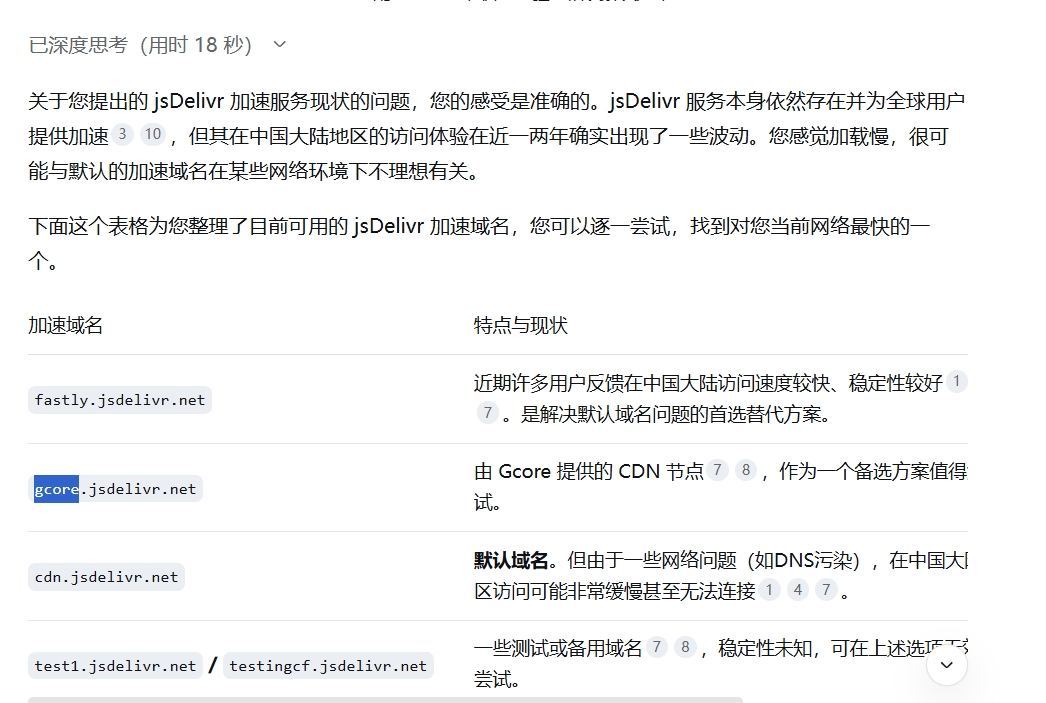 已深度思考（用时 18 秒）
关于您提出的 jsDelivr 加速服务现状的问题，您的感受是准确的。jsDelivr 服务本身依然存在并为全球用户
提供加速 3 10 ，但其在中国大陆地区的访问体验在近一两年确实出现了一些波动。您感觉加载慢，很可
能与默认的加速域名在某些网络环境下不理想有关。
下面这个表格为您整理了目前可用的 jsDelivr 加速域名，您可以逐一尝试，找到对您当前网络最快的一
个。
加速域名 特点与现状
fastly.jsdelivr.net
近期许多用户反馈在中国大陆访问速度较快、稳定性较好 1
7 。是解决默认域名问题的首选替代方案。
gcore.jsdelivr.net
由 Gcore 提供的 CDN 节点 7 8 ，作为一个备选方案值得
试。
cdn.jsdelivr.net
默认域名。但由于一些网络问题（如DNS污染），在中国大
区访问可能非常缓慢甚至无法连接 1 4 7 。
test1.jsdelivr.net / testingcf.jsdelivr.net
一些测试或备用域名 7 8 ，稳定性未知，可在上述选项
尝试。